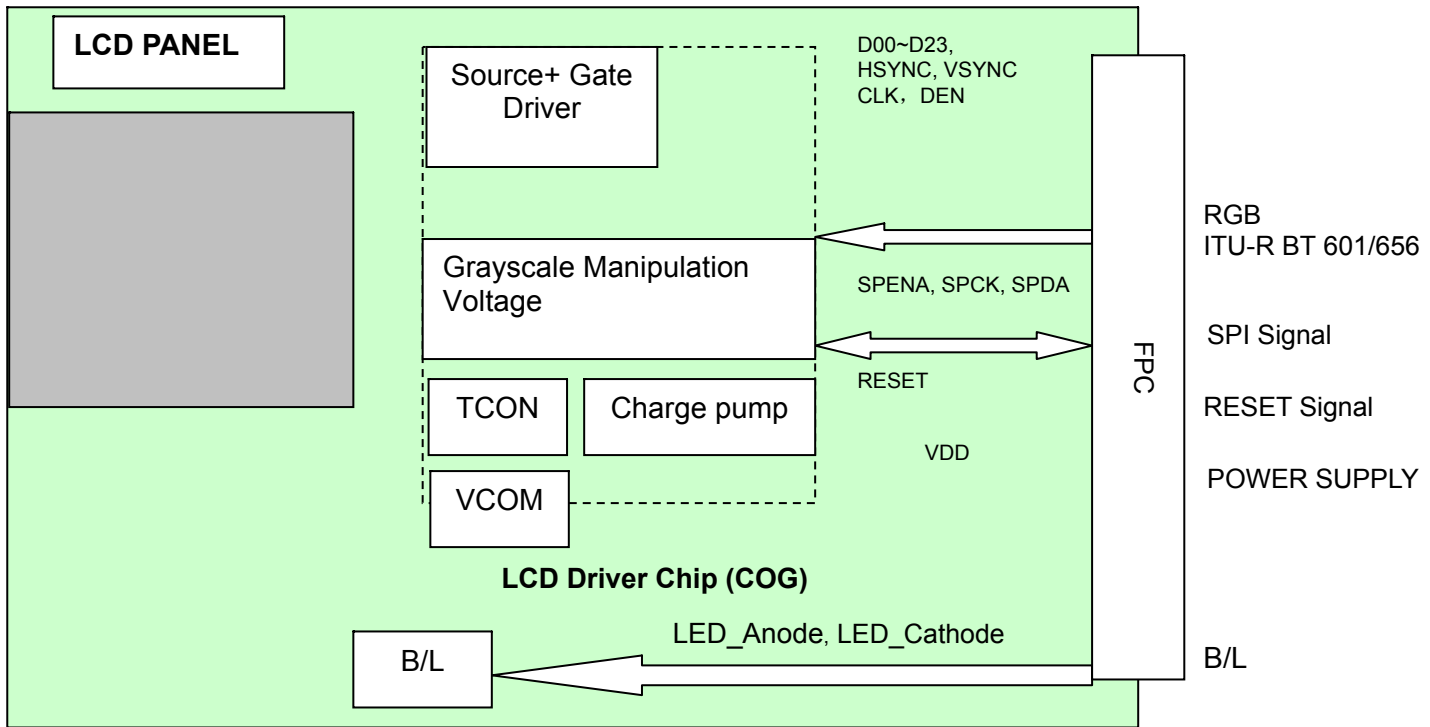 LCD PANEL
Source+ Gate
Driver
D00~D23,
HSYNC, VSYNC
CLK，DEN
RGB
ITU-R BT 601/656
Grayscale Manipulation
Voltage
SPENA, SPCK, SPDA
SPI Signal
FPC
RESET
TCON
Charge pump
RESET Signal
VDD
POWER SUPPLY
VCOM
LCD Driver Chip (COG)
LED_Anode, LED_Cathode
B/L
B/L